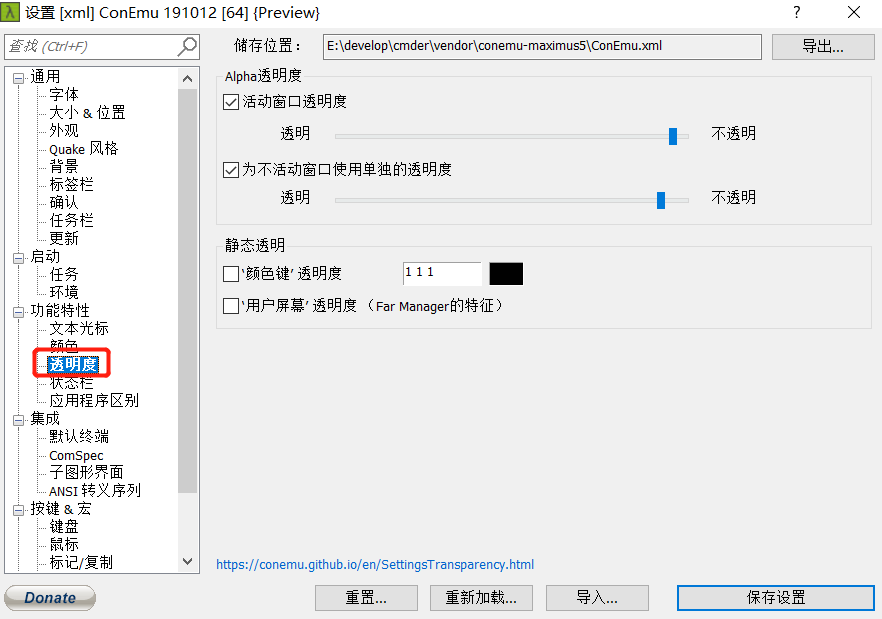 λ 设置 [xml] ConEmu 191012 [64] {Preview}
查找 (Ctrl+F)
储存位置：
E:\develop\cmder\vendor\conemu-maximus5\ConEmu.xml
导出...
通用
字体
大小 & 位置
外观
Quake 风格
背景
标签栏
确认
任务栏
更新
启动
任务
环境
功能特性
文本光标
颜色
透明度
状态栏
应用程序区别
集成
默认终端
ComSpec
子图形界面
ANSI 转义序列
按键 & 宏
键盘
鼠标
标记/复制
Alpha透明度
活动窗口透明度
透明 不透明
为不活动窗口使用单独的透明度
透明 不透明
静态透明
'颜色键' 透明度 1 1 1
'用户屏幕' 透明度 （Far Manager的特征）
https://conemu.github.io/en/SettingsTransparency.html
Donate
重置...
重新加载...
导入...
保存设置